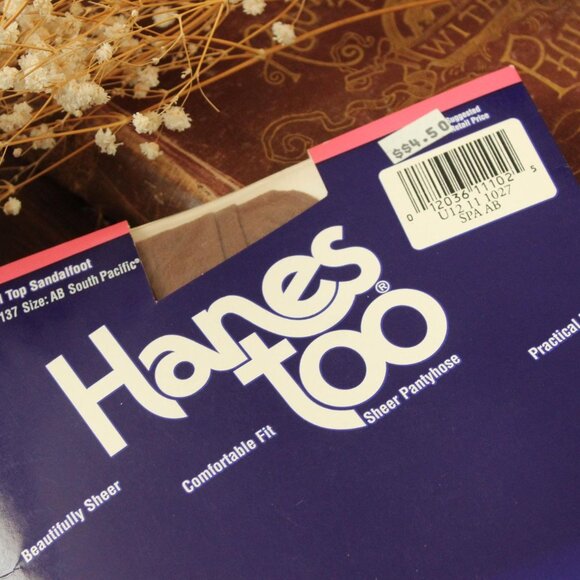 WITH
$$4.50
Suggested
Retail Price
0 12036 11102 5
U12 11 1027
SPA AB
Top Sandalfoot
137 Size: AB South Pacific®
Hanes
too®
Sheer Pantyhose
Comfortable Fit
Beautifully Sheer
Practical